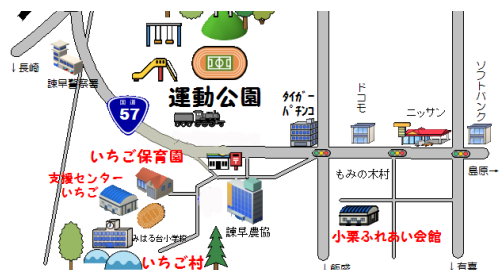 ↓長崎
諫早警察署
国道
57
運動公園
タイガー
パチンコ
ドコモ
ニッサン
ソフトバンク
島原→
もみの木村
いちご保育園
支援センター
いちご
みはる台小学校
いちご村
諫早農協
小栗ふれあい会館
↓飯盛
↓有喜